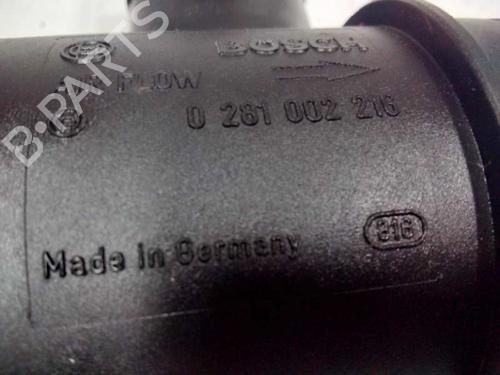 BOSCH
FLOW
0 281 002 216
Made in Germany
816
B-PARTS